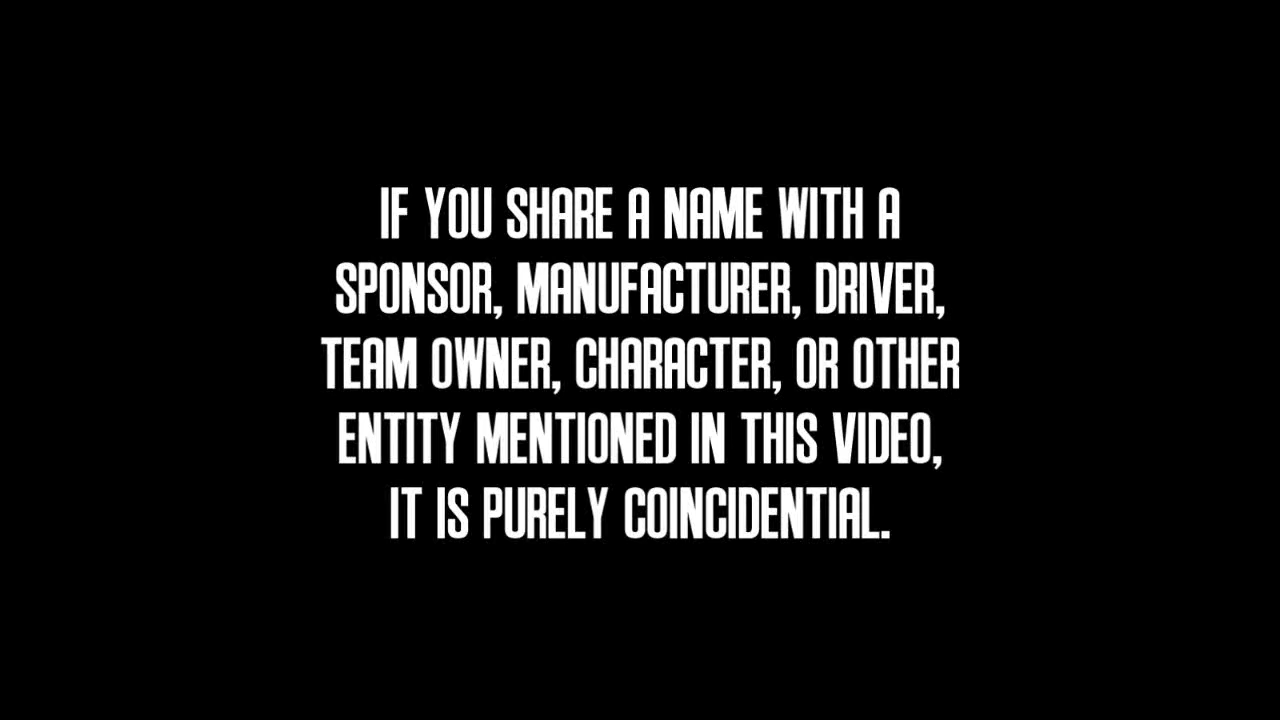 IF YOU SHARE A NAME WITH A
SPONSOR, MANUFACTURER, DRIVER,
TEAM OWNER, CHARACTER, OR OTHER
ENTITY MENTIONED IN THIS VIDEO,
IT IS PURELY COINCIDENTIAL.